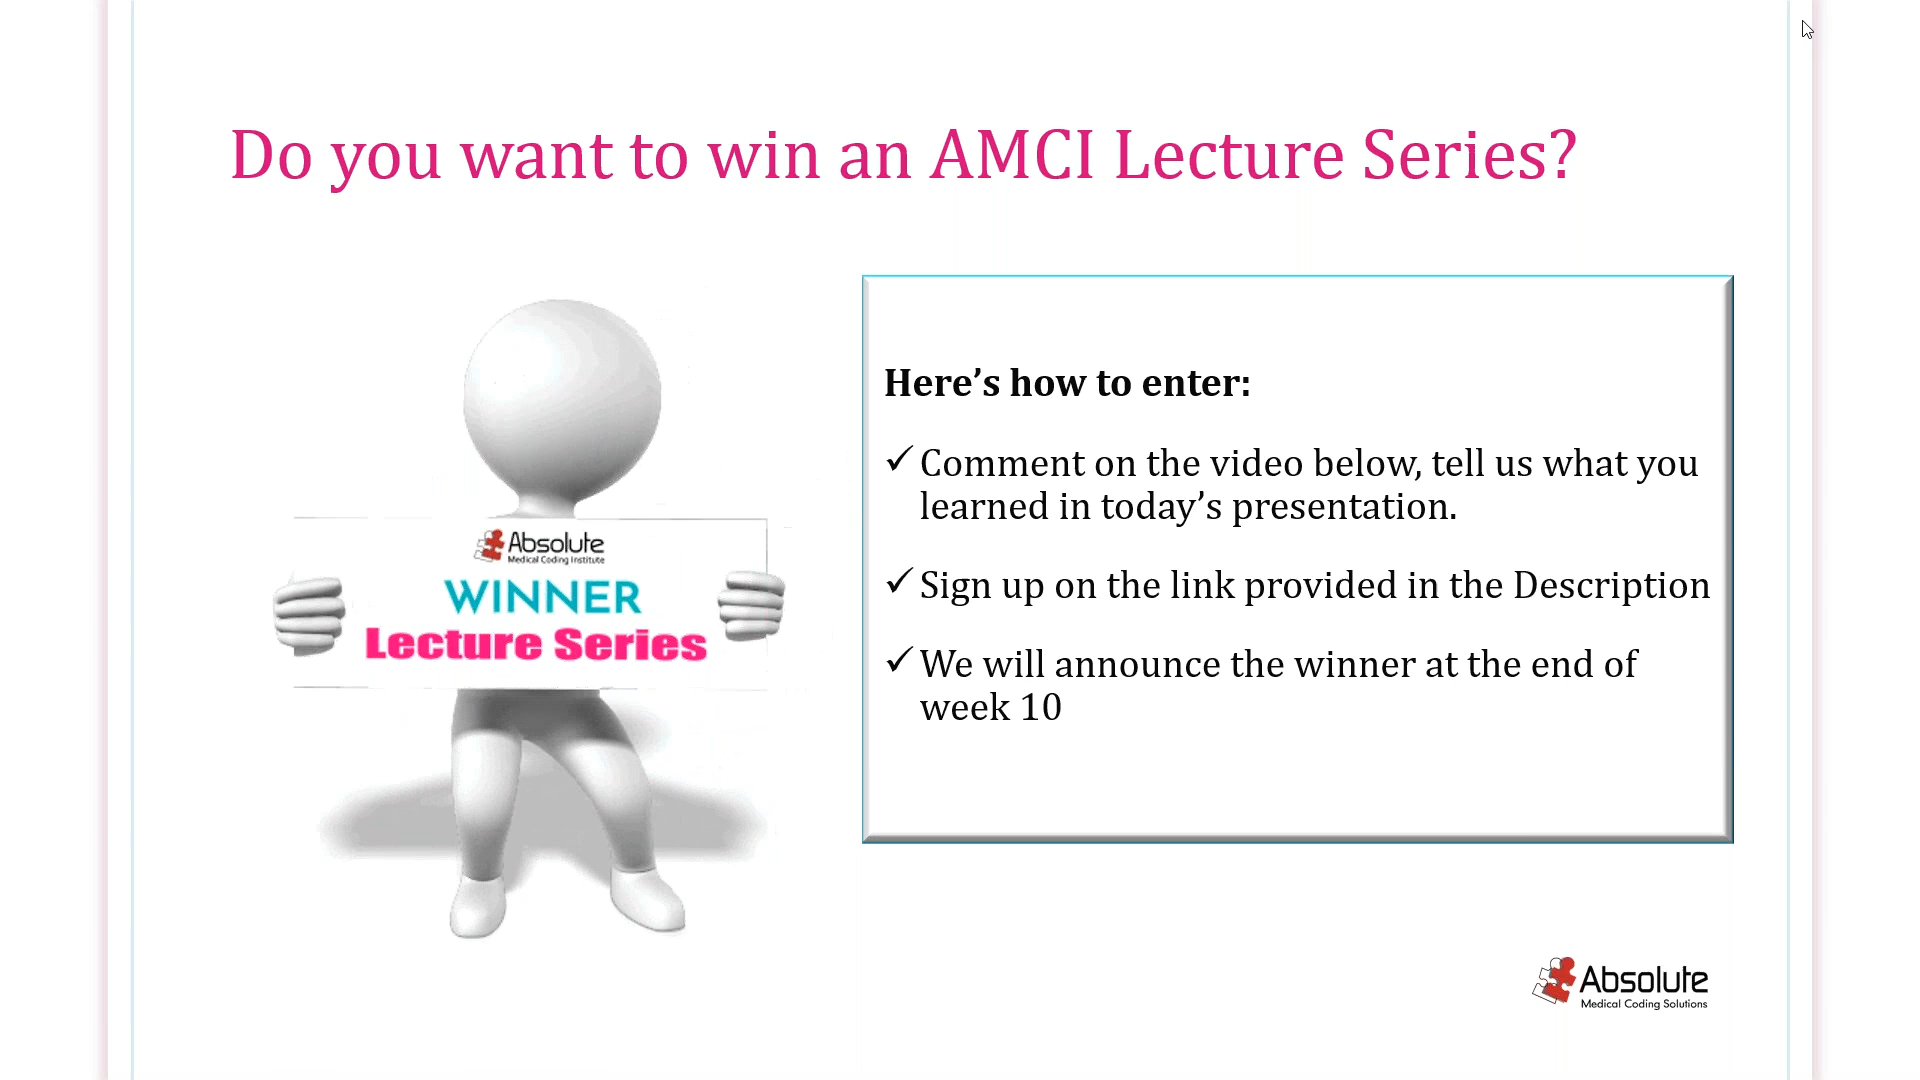 Do you want to win an AMCI Lecture Series?
Absolute
Medical Coding Institute
WINNER
Lecture Series
Here’s how to enter:
✓ Comment on the video below, tell us what you
learned in today’s presentation.
✓ Sign up on the link provided in the Description
✓ We will announce the winner at the end of
week 10
Absolute
Medical Coding Solutions